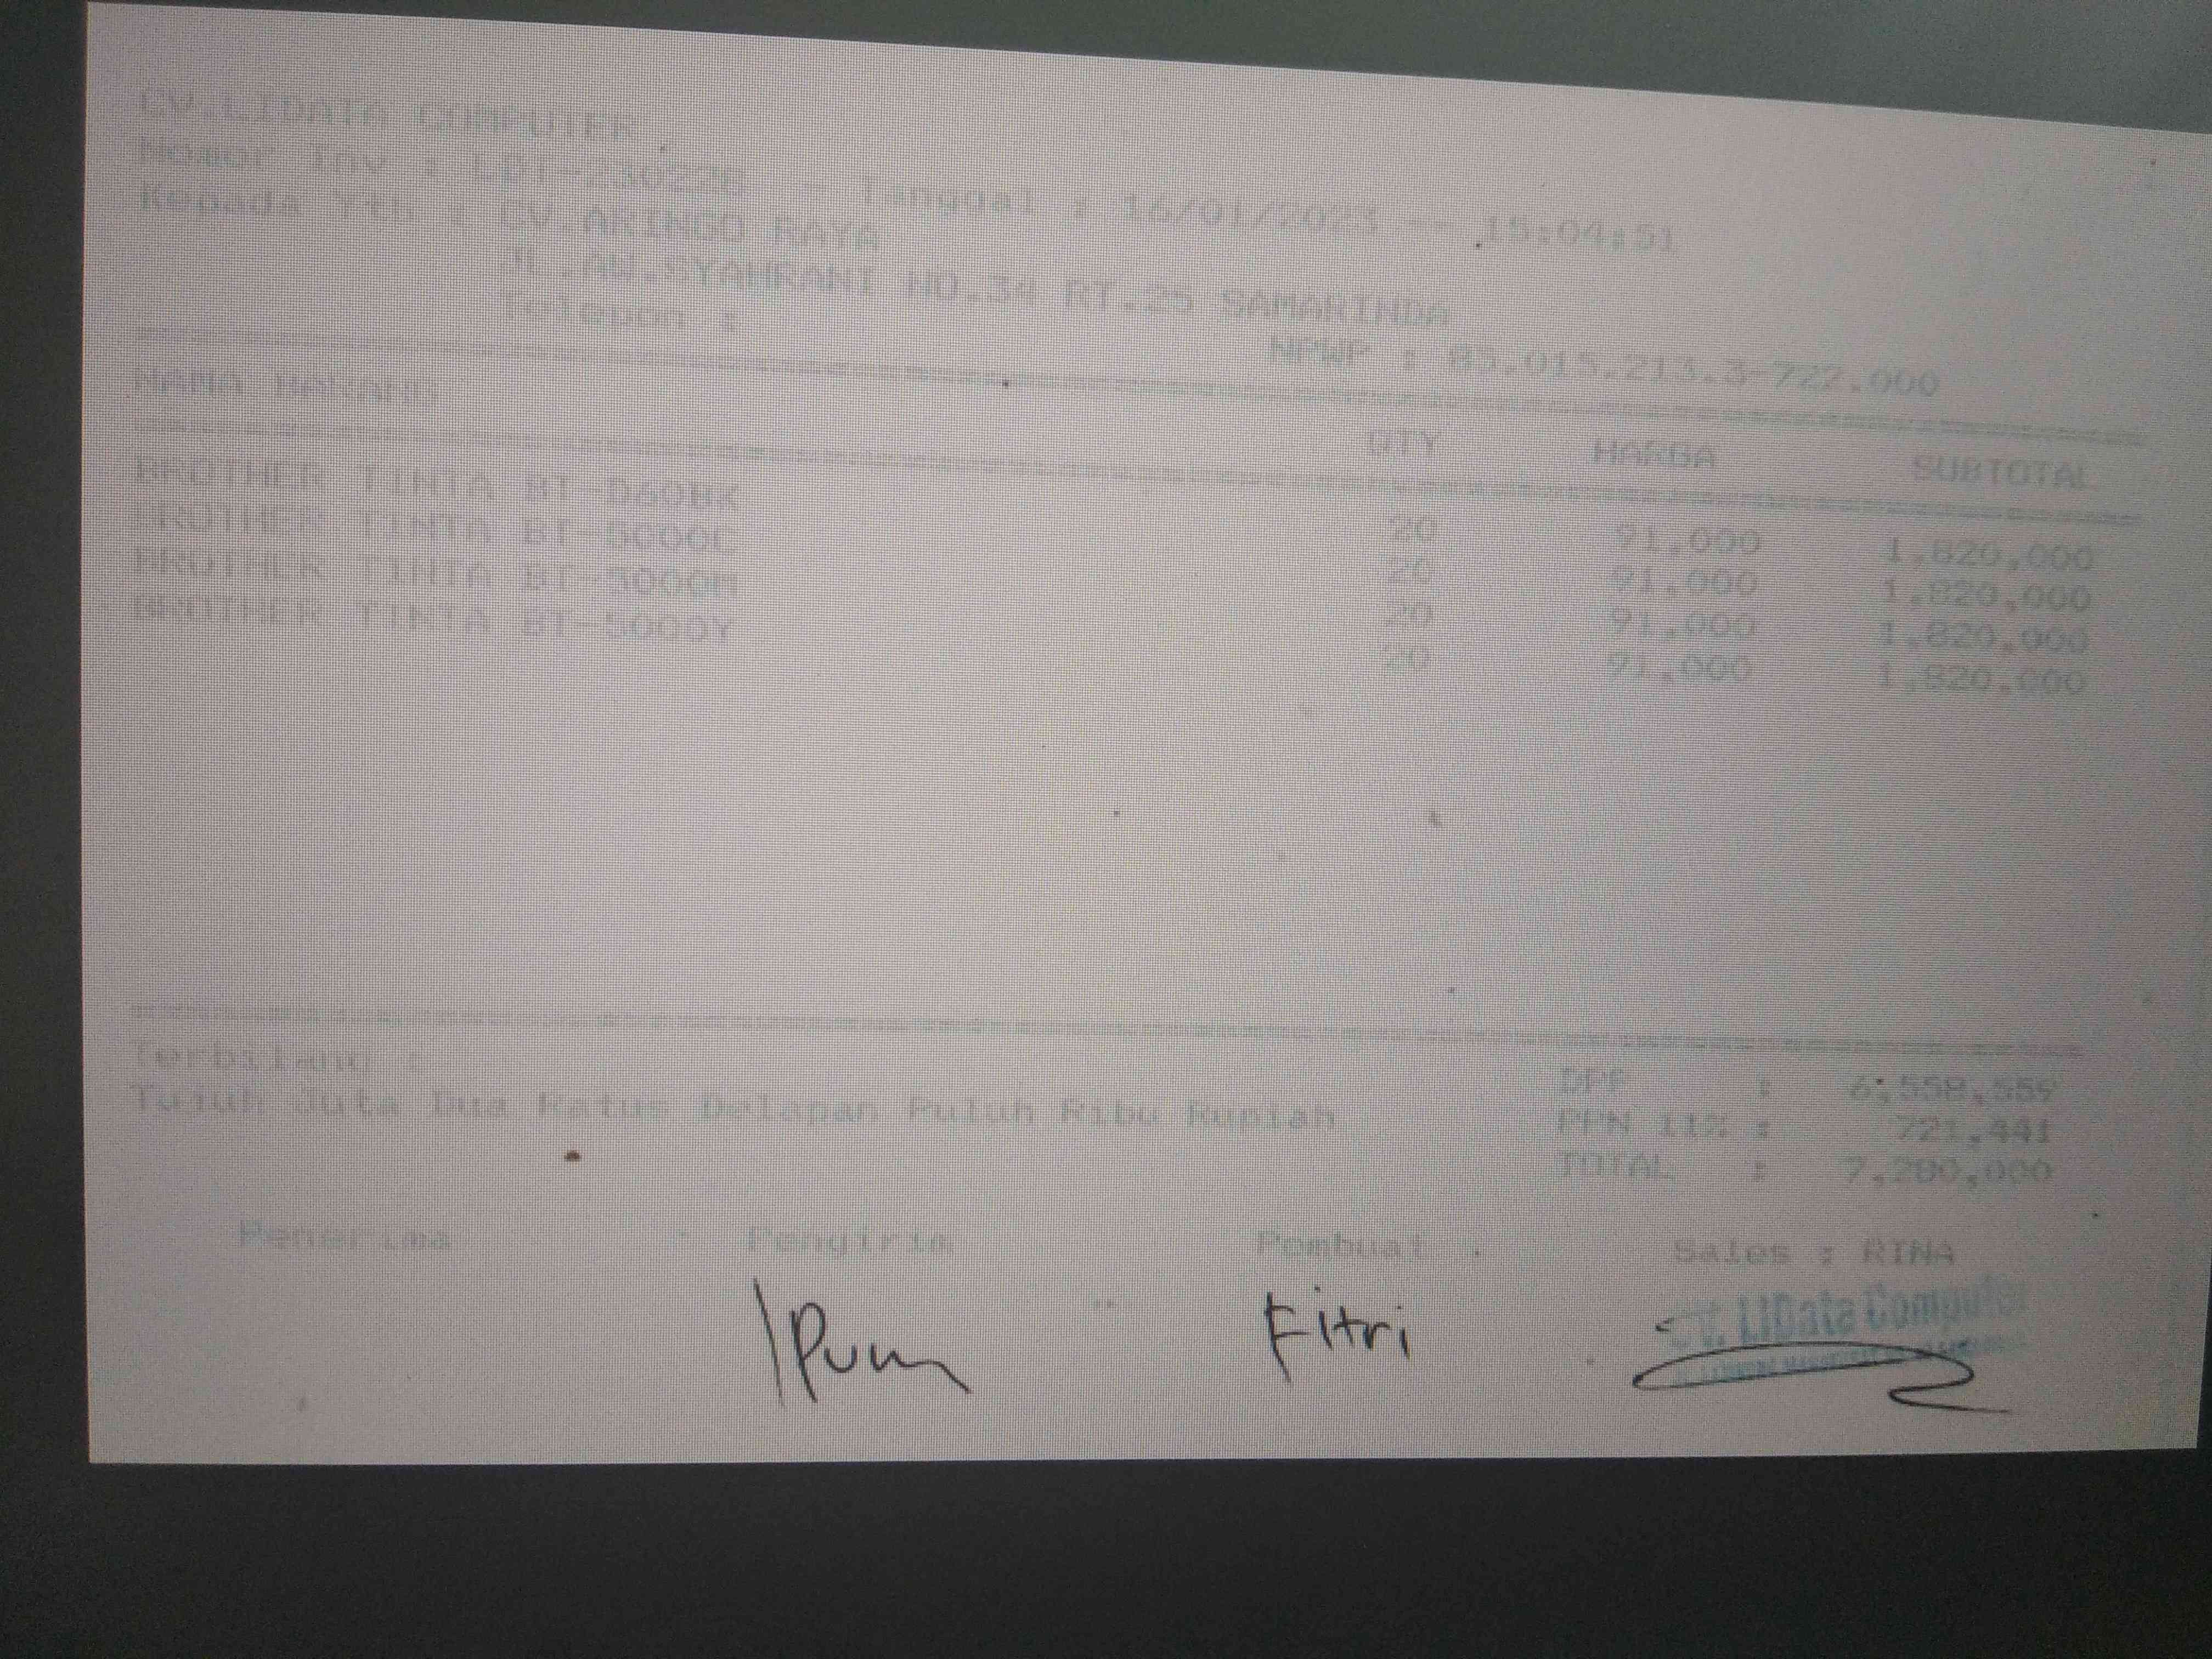 CV.LIDATA COMPUTER
Nomor Inv : LDT-230226 - Tanggal : 16/01/2023 -- 15:04:51
Kepada Yth : CV.ARINGO RAYA
JL.AW.SYAHRANI NO.34 RT.25 SAMARINDA
Telepon : NPWP : 85.015.213.3-722.000
NAMA BARANG QTY HARGA SUBTOTAL
BROTHER TINTA BT-D60BK 20 91,000 1,820,000
BROTHER TINTA BT-5000C 20 91,000 1,820,000
BROTHER TINTA BT-5000M 20 91,000 1,820,000
BROTHER TINTA BT-5000Y 20 91,000 1,820,000
Terbilang : DPP : 6,558,559
Tujuh Juta Dua Ratus Delapan Puluh Ribu Rupiah PPN 11% : 721,441
TOTAL : 7,280,000
Penerima Pengirim Pembuat Sales : RINA
Fitri CV. LiData Computer